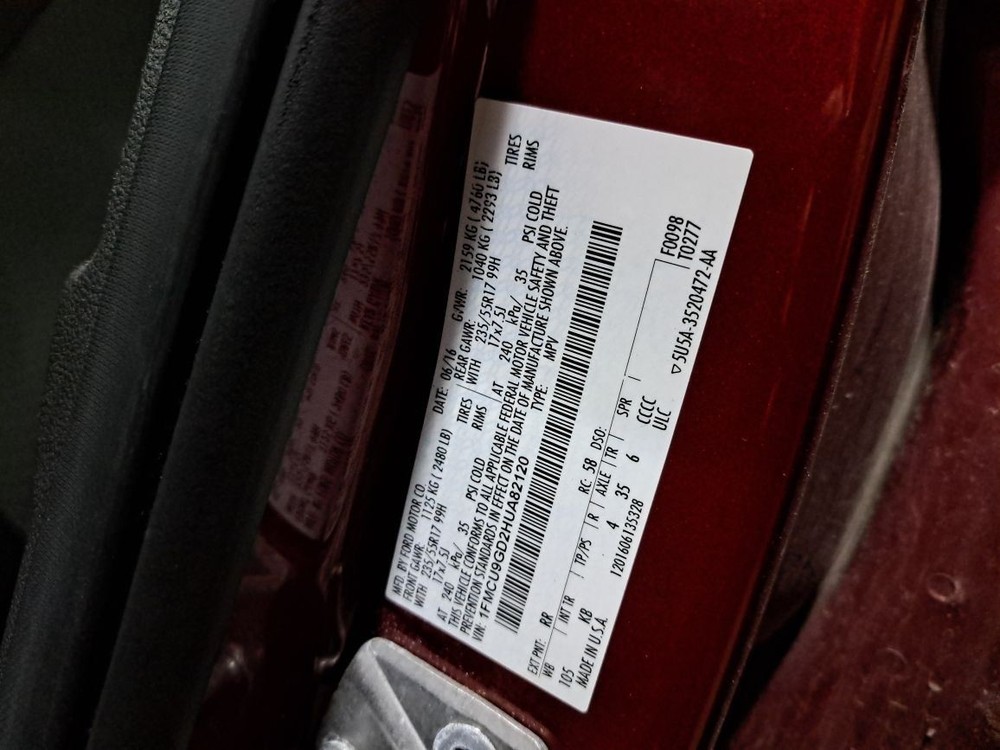 MFD. BY FORD MOTOR CO.
DATE: 06/16 GVWR: 2159 KG ( 4760 LB)
FRONT GAWR: 1125 KG ( 2480 LB) REAR GAWR: 1040 KG ( 2293 LB)
WITH 235/55R17 99H TIRES WITH 235/55R17 99H TIRES
17x7.5J RIMS 17x7.5J RIMS
AT 240 kPa/ 35 PSI COLD AT 240 kPa/ 35 PSI COLD
THIS VEHICLE CONFORMS TO ALL APPLICABLE FEDERAL MOTOR VEHICLE SAFETY AND THEFT
PREVENTION STANDARDS IN EFFECT ON THE DATE OF MANUFACTURE SHOWN ABOVE.
VIN: 1FMCU9GD2HUA82120 TYPE: MPV
EXT PNT: RR RC: 58 DSO: F0098
WB INT TR TP/PS R AXLE TR SPR T0277
105 KB 4 35 6 CCCC
MADE IN U.S.A. 1201606135328 ULC
▽5U5A-3520472-AA